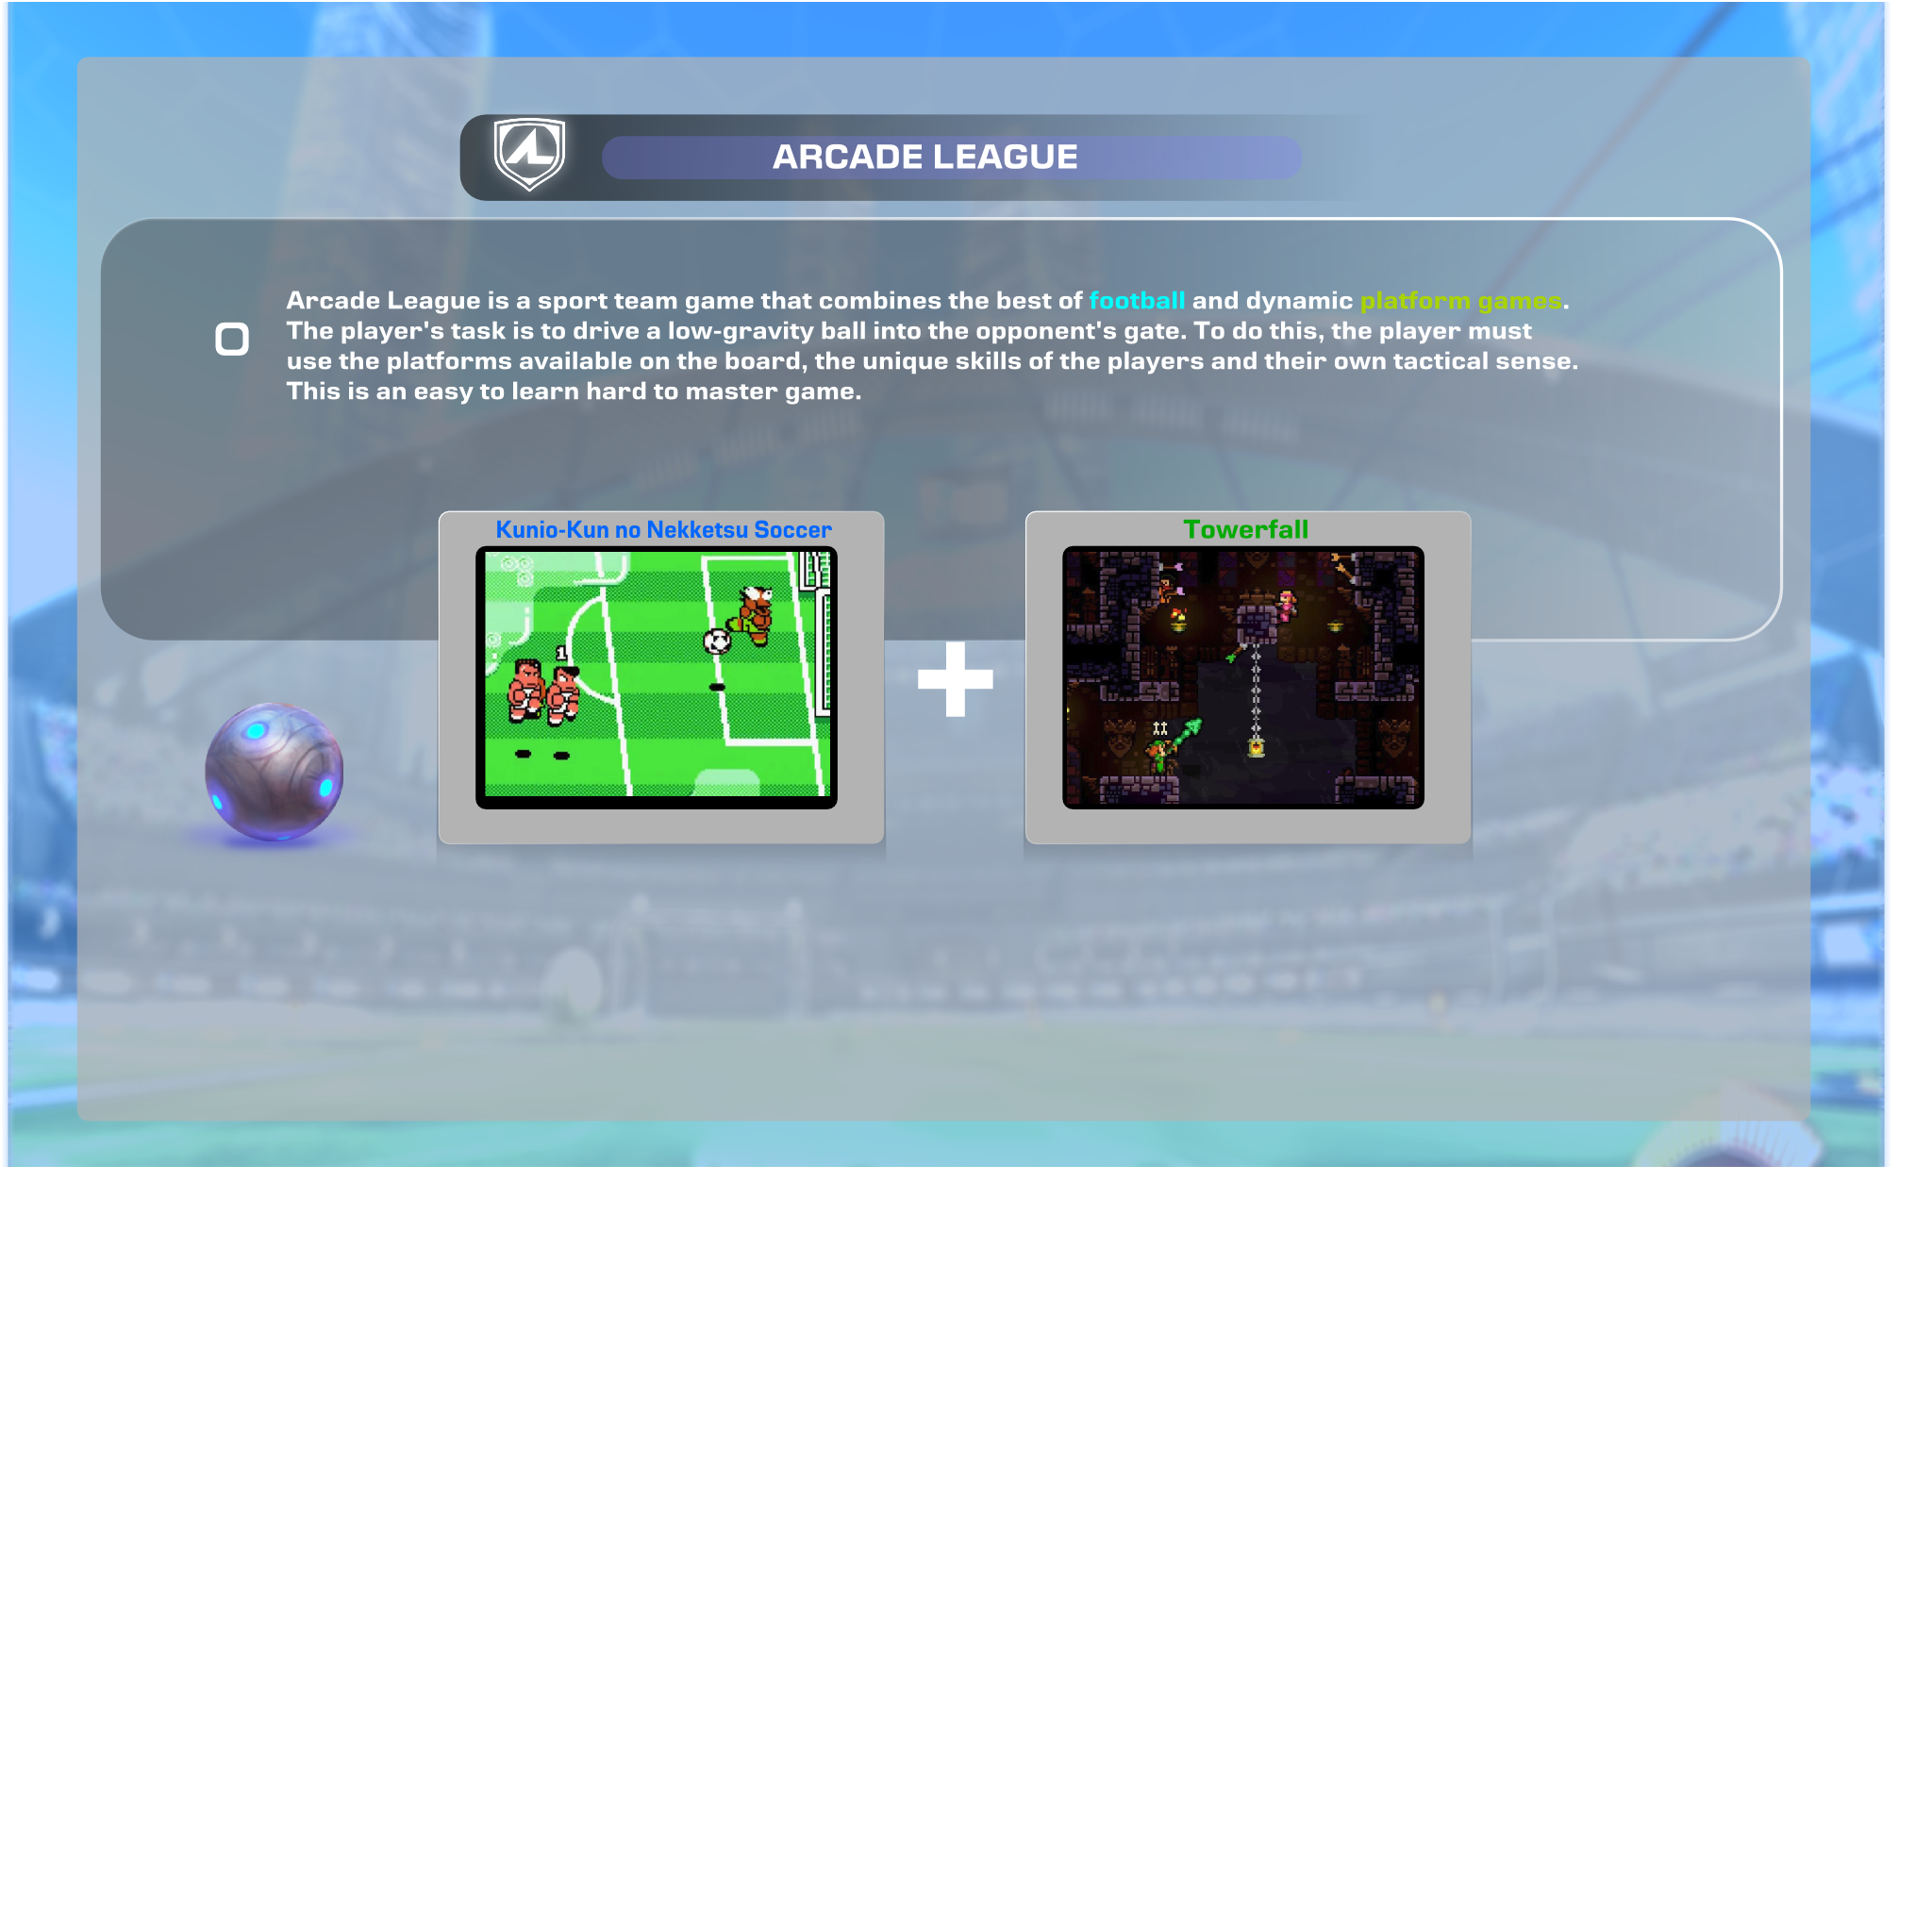 ARCADE LEAGUE
Arcade League is a sport team game that combines the best of football and dynamic platform games.
The player's task is to drive a low-gravity ball into the opponent's gate. To do this, the player must
use the platforms available on the board, the unique skills of the players and their own tactical sense.
This is an easy to learn hard to master game.
Kunio-Kun no Nekketsu Soccer
Towerfall
1